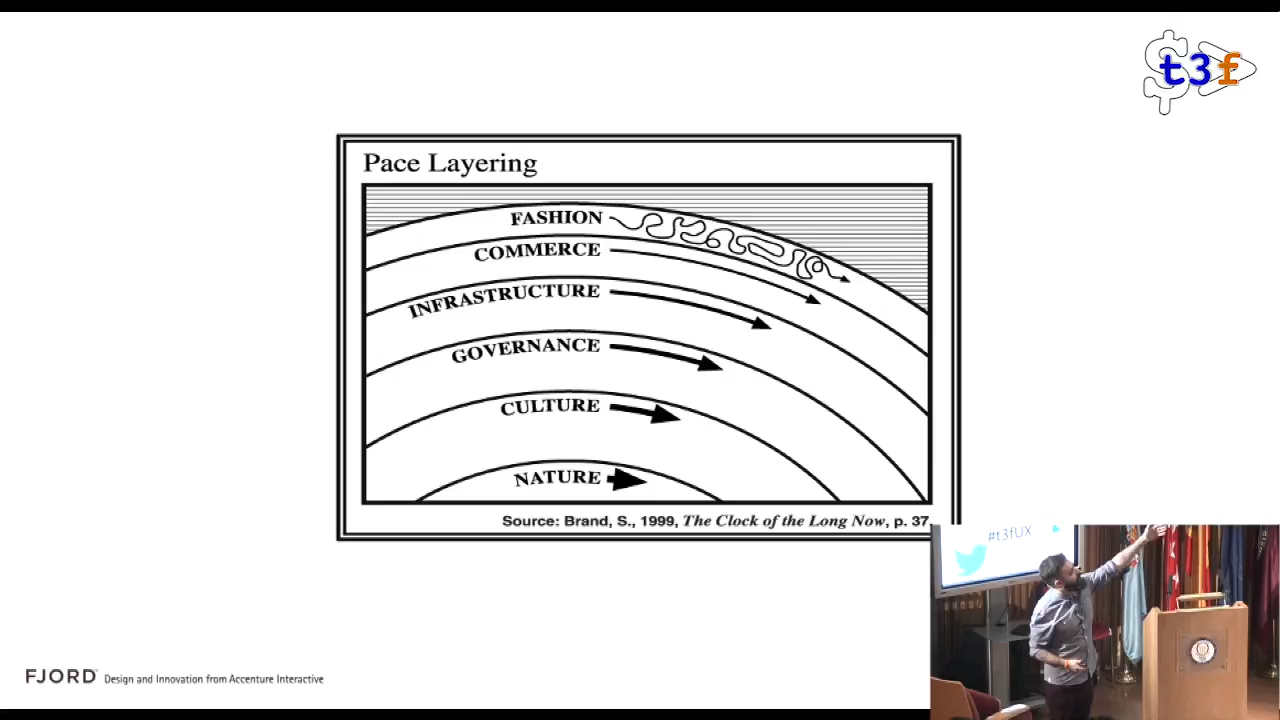 t3f
Pace Layering
FASHION
COMMERCE
INFRASTRUCTURE
GOVERNANCE
CULTURE
NATURE
Source: Brand, S., 1999, The Clock of the Long Now, p. 37.
#t3fUX
FJORD Design and Innovation from Accenture Interactive